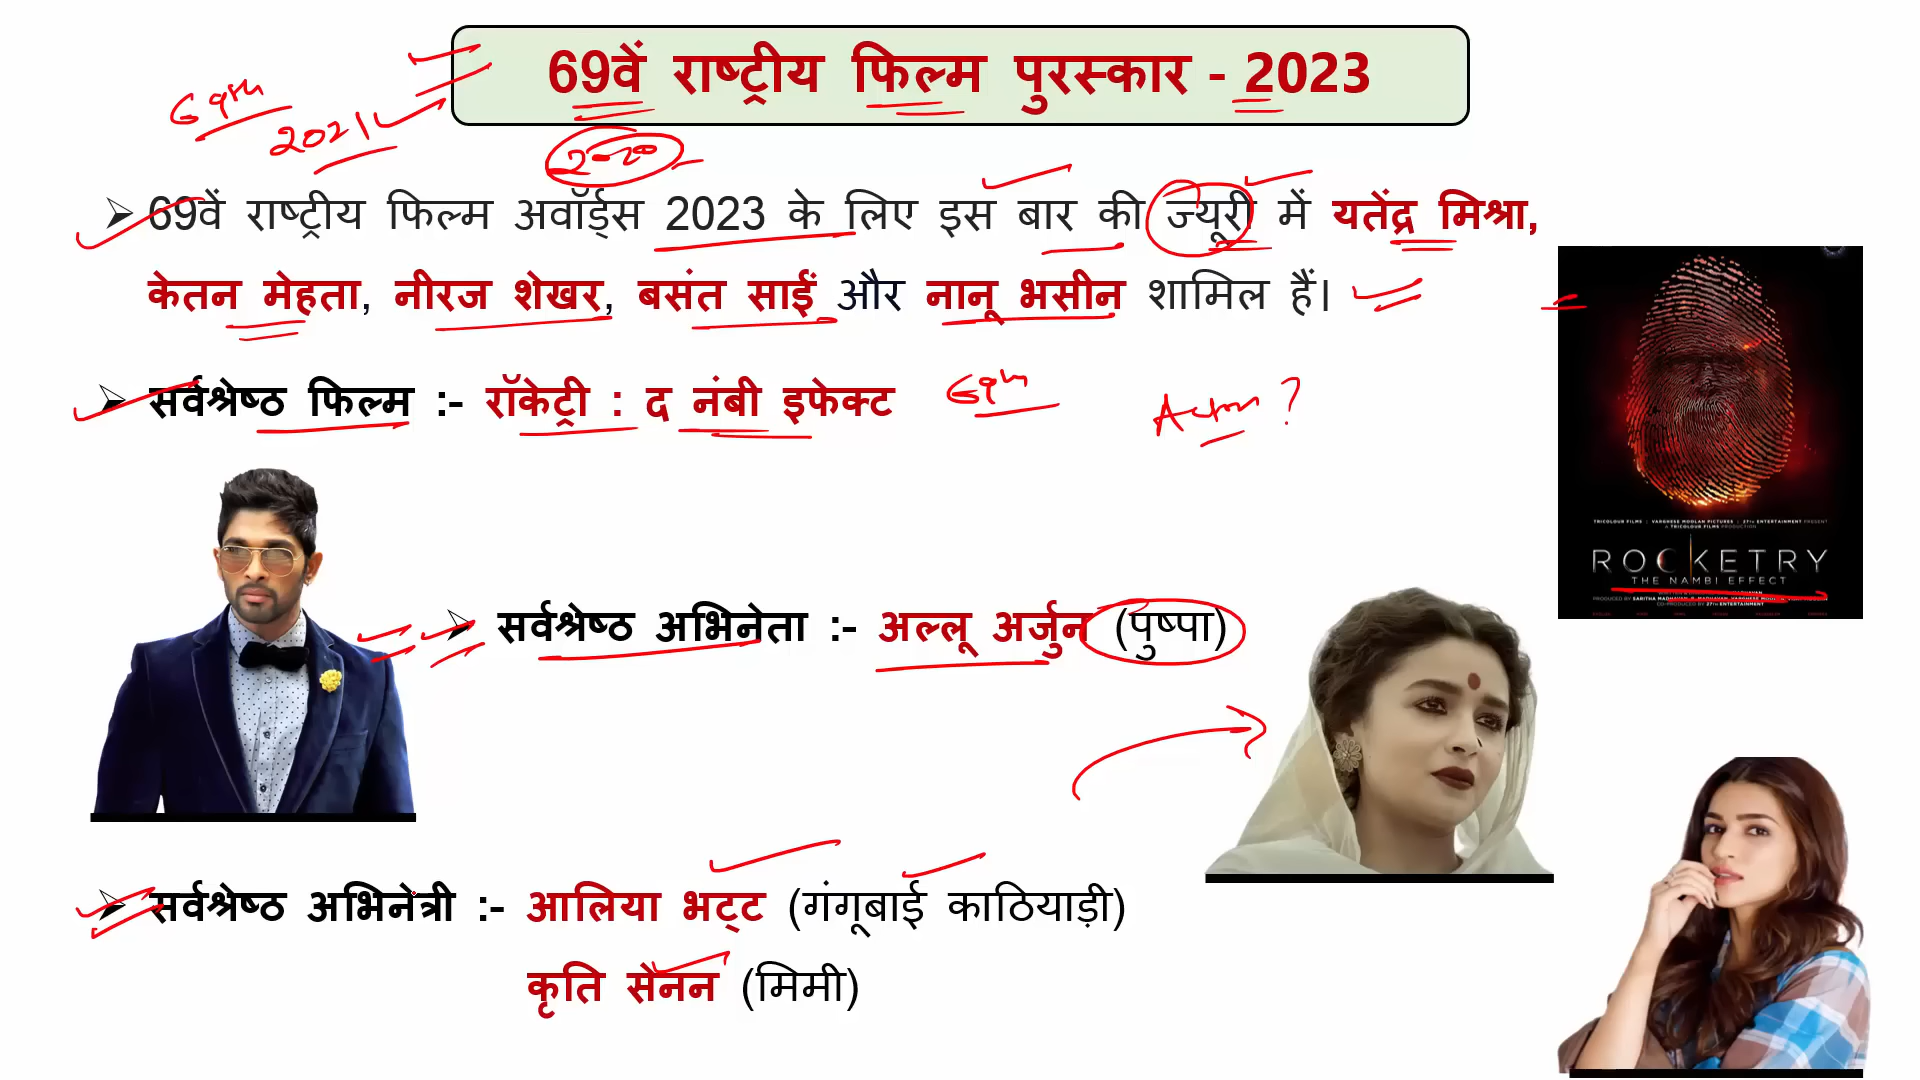 69वें राष्ट्रीय फिल्म पुरस्कार - 2023
69th
2021
2020
69वें राष्ट्रीय फिल्म अवॉर्ड्स 2023 के लिए इस बार की ज्यूरी में यतेंद्र मिश्रा,
केतन मेहता, नीरज शेखर, बसंत साईं और नानू भसीन शामिल हैं।
सर्वश्रेष्ठ फिल्म :- रॉकेट्री : द नंबी इफेक्ट
69th
Actor ?
ROCKETRY
THE NAMBI EFFECT
सर्वश्रेष्ठ अभिनेता :- अल्लू अर्जुन (पुष्पा)
सर्वश्रेष्ठ अभिनेत्री :- आलिया भट्ट (गंगूबाई काठियाड़ी)
कृति सैनन (मिमी)